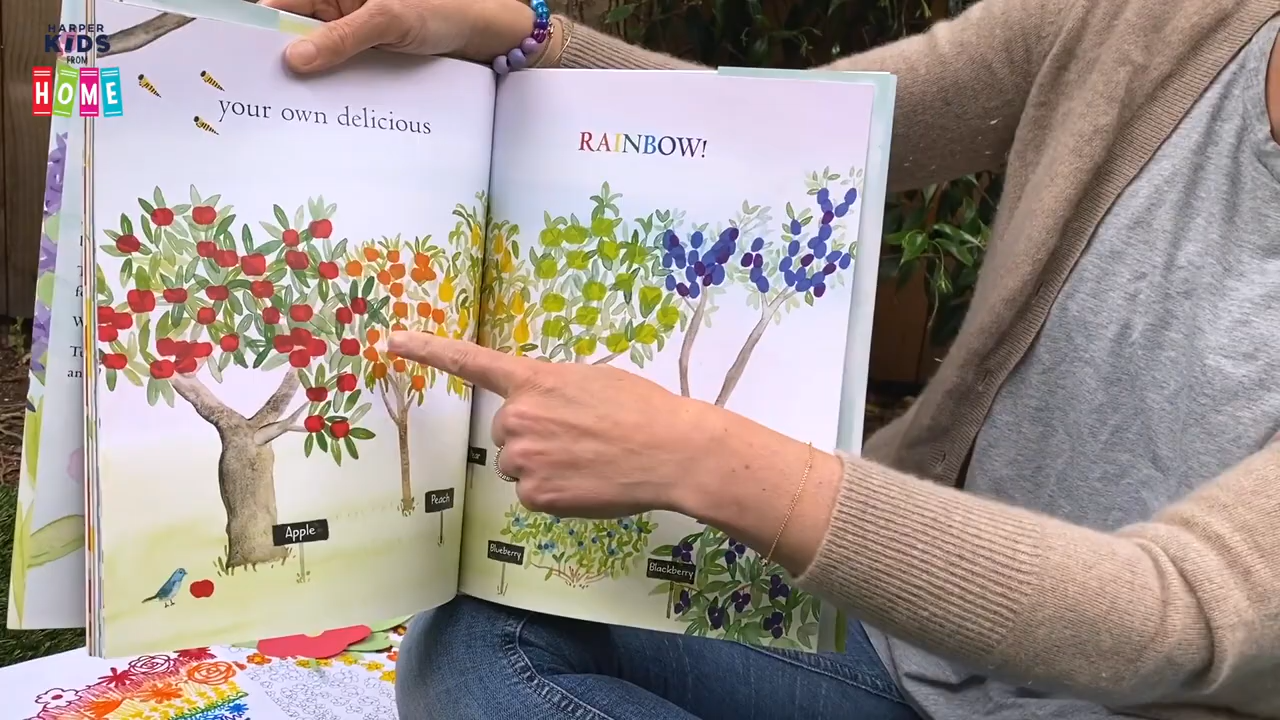 HARPER
KIDS
FROM
HOME
your own delicious
RAINBOW!
Apple
Peach
Blueberry
Blackberry